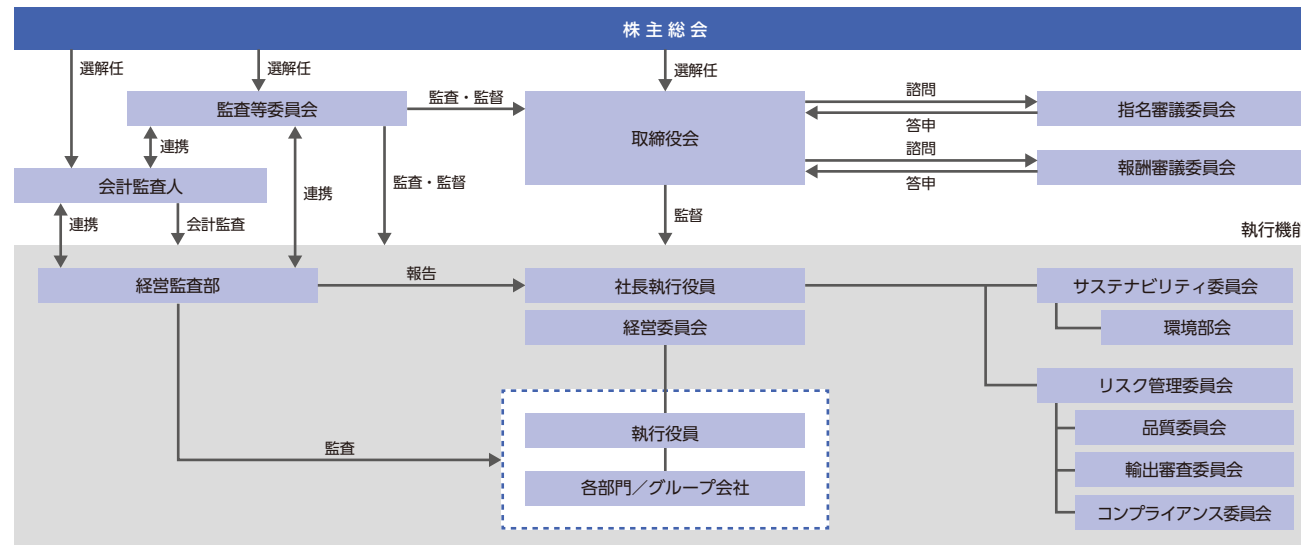 株主総会
選解任
選解任
選解任
監査等委員会
監査・監督
取締役会
諮問
答申
指名審議委員会
諮問
答申
報酬審議委員会
連携
会計監査人
連携
監査・監督
連携
会計監査
監督
執行機能
経営監査部
報告
社長執行役員
経営委員会
サステナビリティ委員会
環境部会
リスク管理委員会
品質委員会
輸出審査委員会
コンプライアンス委員会
監査
執行役員
各部門／グループ会社